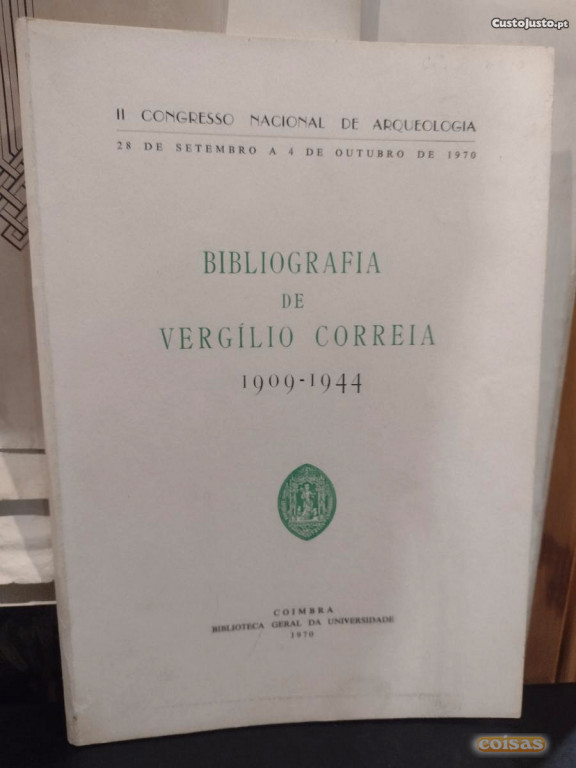 CustoJusto.pt
II CONGRESSO NACIONAL DE ARQUEOLOGIA
28 DE SETEMBRO A 4 DE OUTUBRO DE 1970
BIBLIOGRAFIA
DE
VERGÍLIO CORREIA
1909-1944
COIMBRA
BIBLIOTECA GERAL DA UNIVERSIDADE
1970
coisas